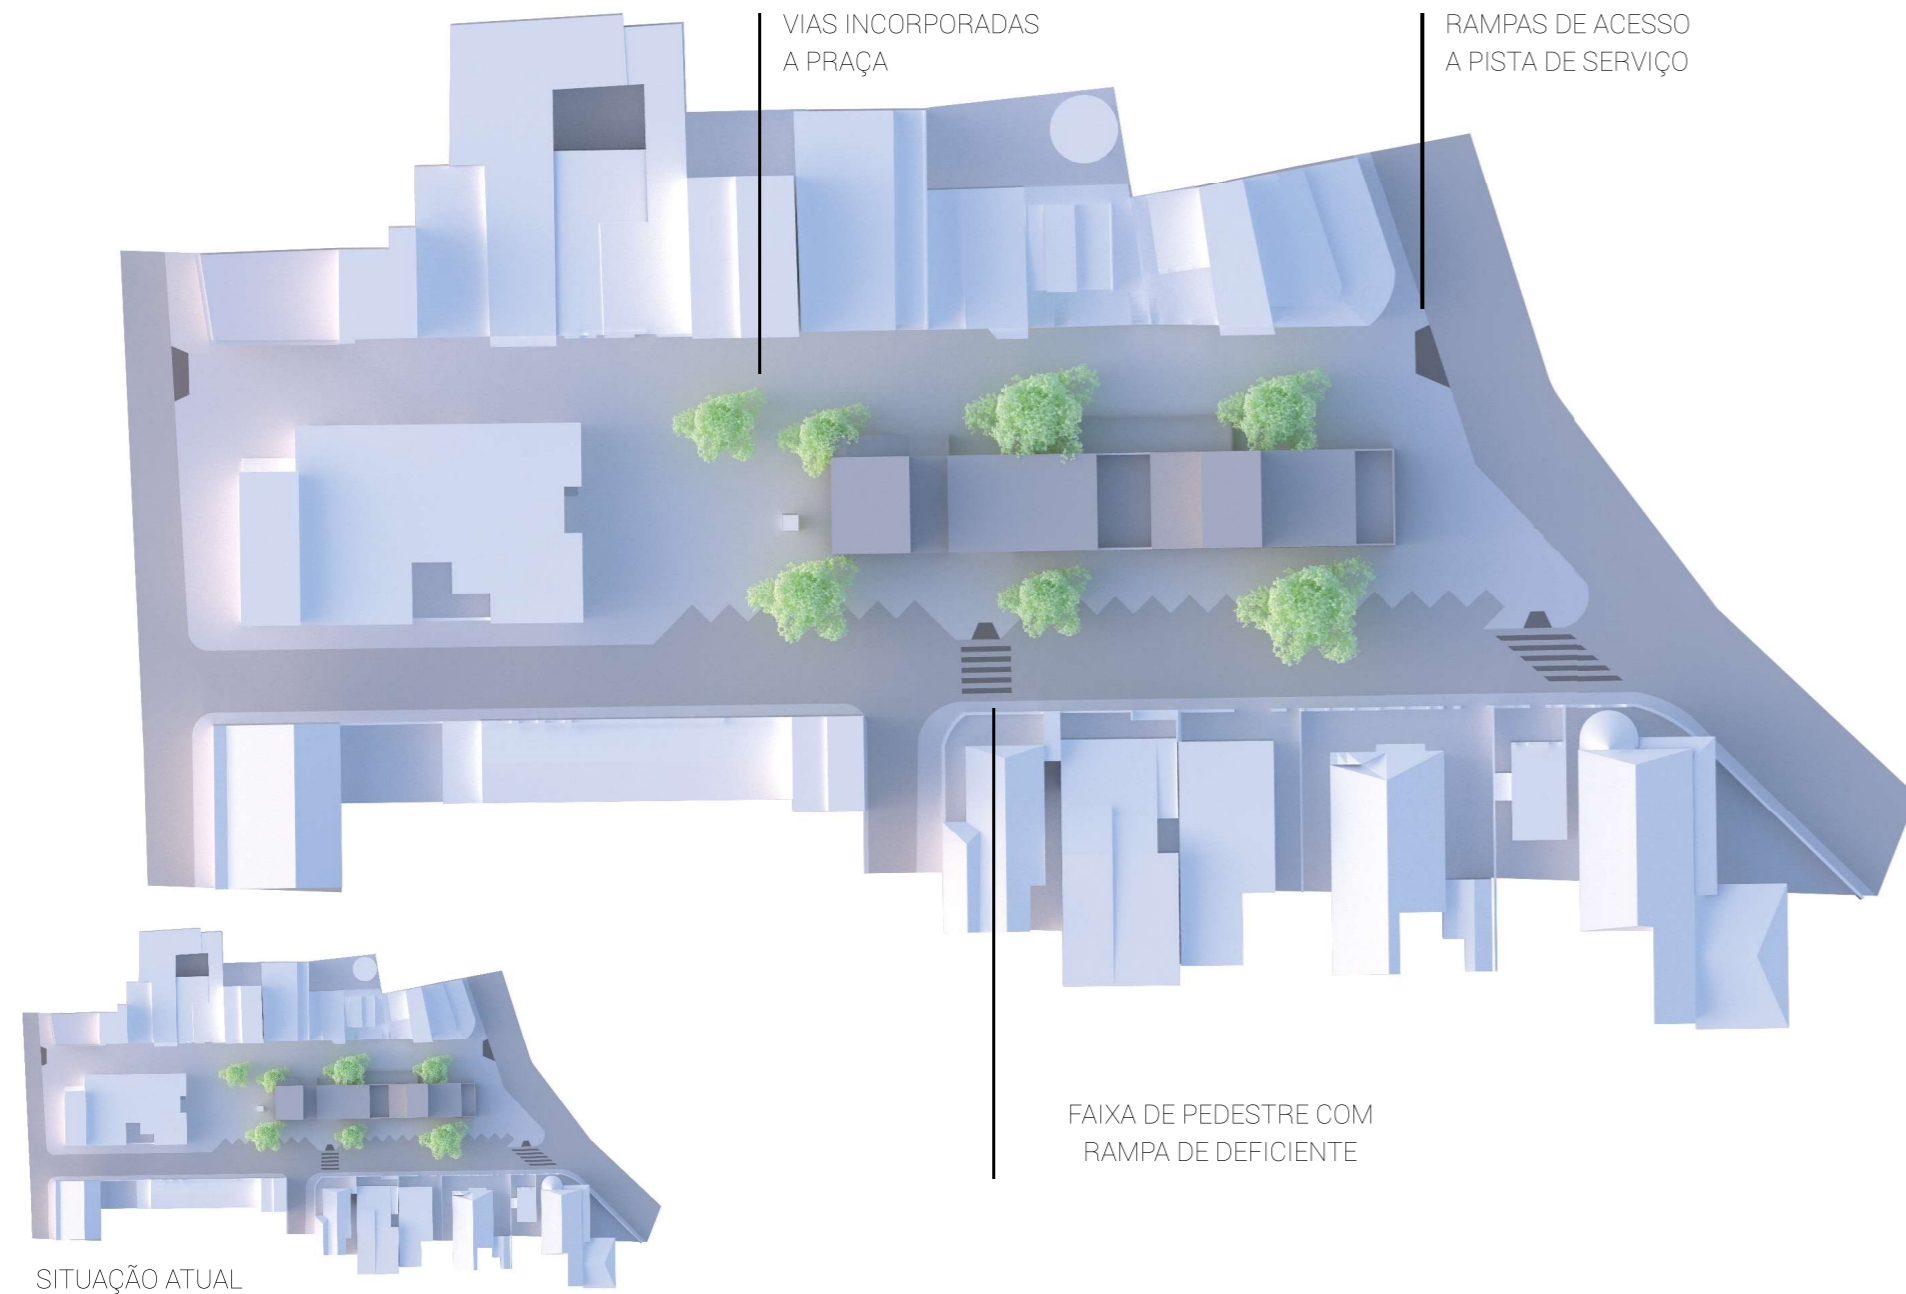 VIAS INCORPORADAS
A PRAÇA
RAMPAS DE ACESSO
A PISTA DE SERVIÇO
FAIXA DE PEDESTRE COM
RAMPA DE DEFICIENTE
SITUAÇÃO ATUAL